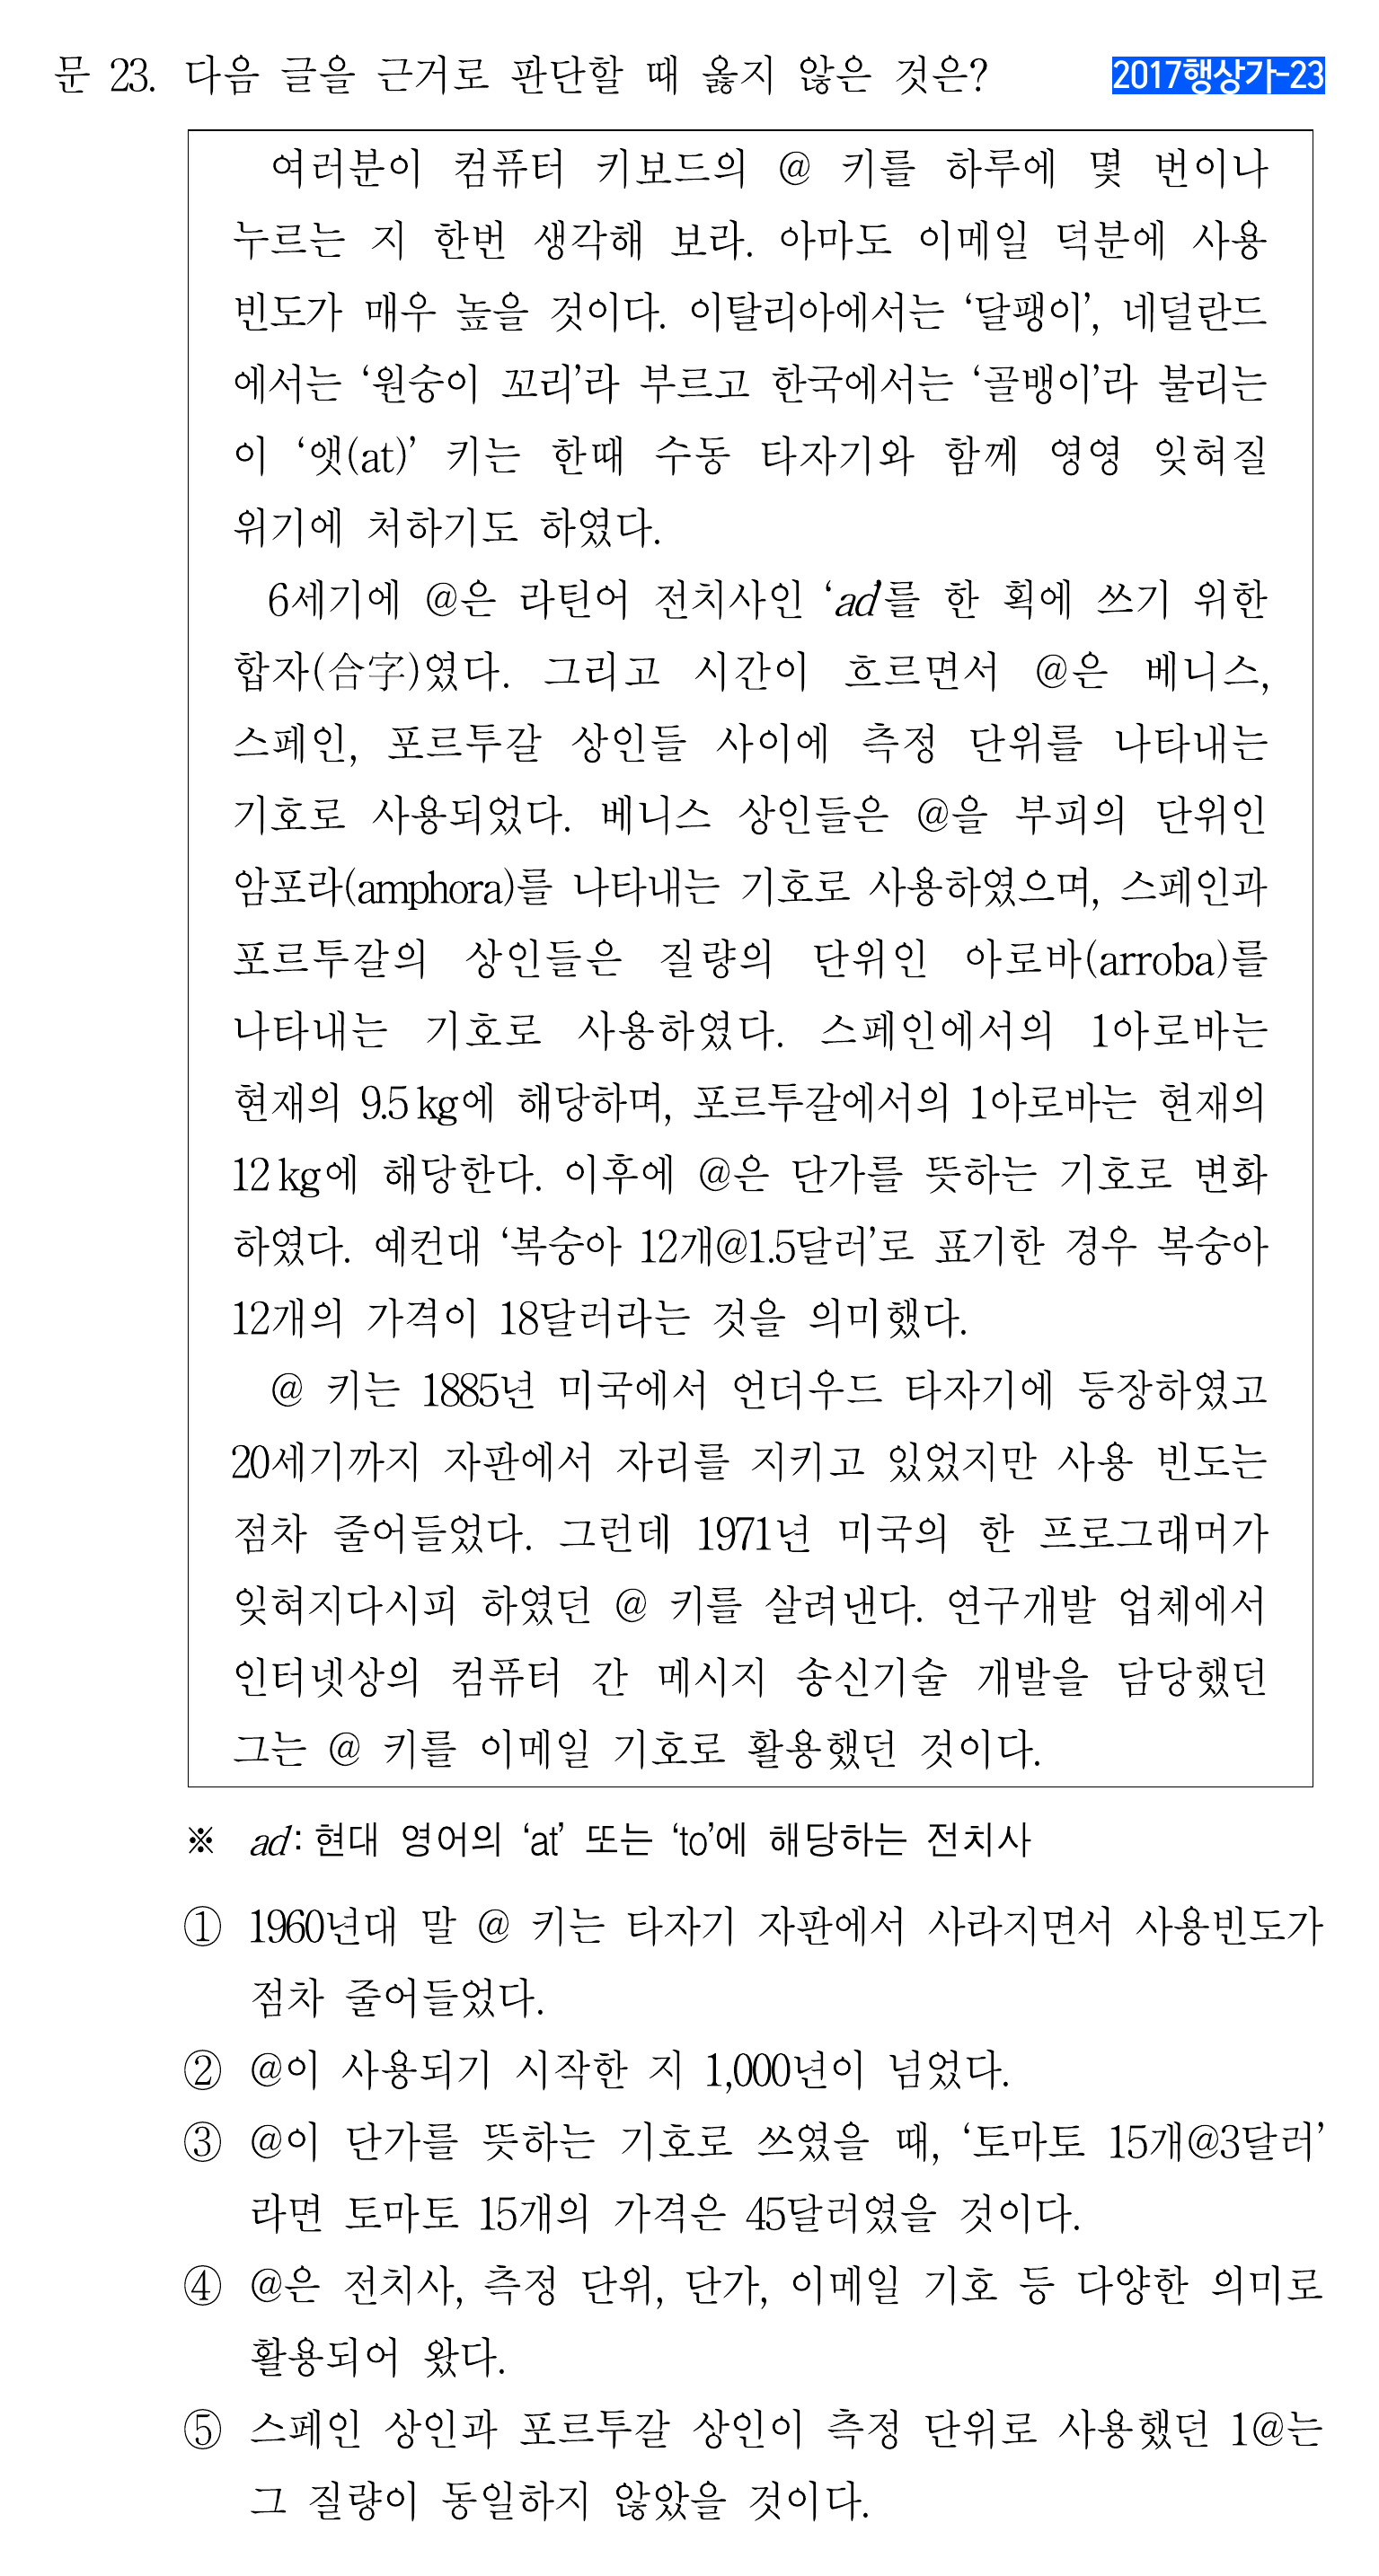 문 23. 다음 글을 근거로 판단할 때 옳지 않은 것은? 2017행상가-23
여러분이 컴퓨터 키보드의 @ 키를 하루에 몇 번이나
누르는 지 한번 생각해 보라. 아마도 이메일 덕분에 사용
빈도가 매우 높을 것이다. 이탈리아에서는 ‘달팽이’, 네덜란드
에서는 ‘원숭이 꼬리’라 부르고 한국에서는 ‘골뱅이’라 불리는
이 ‘앳(at)’ 키는 한때 수동 타자기와 함께 영영 잊혀질
위기에 처하기도 하였다.
6세기에 @은 라틴어 전치사인 ‘ad’를 한 획에 쓰기 위한
합자(合字)였다. 그리고 시간이 흐르면서 @은 베니스,
스페인, 포르투갈 상인들 사이에 측정 단위를 나타내는
기호로 사용되었다. 베니스 상인들은 @을 부피의 단위인
암포라(amphora)를 나타내는 기호로 사용하였으며, 스페인과
포르투갈의 상인들은 질량의 단위인 아로바(arroba)를
나타내는 기호로 사용하였다. 스페인에서의 1아로바는
현재의 9.5kg에 해당하며, 포르투갈에서의 1아로바는 현재의
12kg에 해당한다. 이후에 @은 단가를 뜻하는 기호로 변화
하였다. 예컨대 ‘복숭아 12개@1.5달러’로 표기한 경우 복숭아
12개의 가격이 18달러라는 것을 의미했다.
@ 키는 1885년 미국에서 언더우드 타자기에 등장하였고
20세기까지 자판에서 자리를 지키고 있었지만 사용 빈도는
점차 줄어들었다. 그런데 1971년 미국의 한 프로그래머가
잊혀지다시피 하였던 @ 키를 살려낸다. 연구개발 업체에서
인터넷상의 컴퓨터 간 메시지 송신기술 개발을 담당했던
그는 @ 키를 이메일 기호로 활용했던 것이다.
※ ad: 현대 영어의 ‘at’ 또는 ‘to’에 해당하는 전치사
① 1960년대 말 @ 키는 타자기 자판에서 사라지면서 사용빈도가
점차 줄어들었다.
② @이 사용되기 시작한 지 1,000년이 넘었다.
③ @이 단가를 뜻하는 기호로 쓰였을 때, ‘토마토 15개@3달러’
라면 토마토 15개의 가격은 45달러였을 것이다.
④ @은 전치사, 측정 단위, 단가, 이메일 기호 등 다양한 의미로
활용되어 왔다.
⑤ 스페인 상인과 포르투갈 상인이 측정 단위로 사용했던 1@는
그 질량이 동일하지 않았을 것이다.